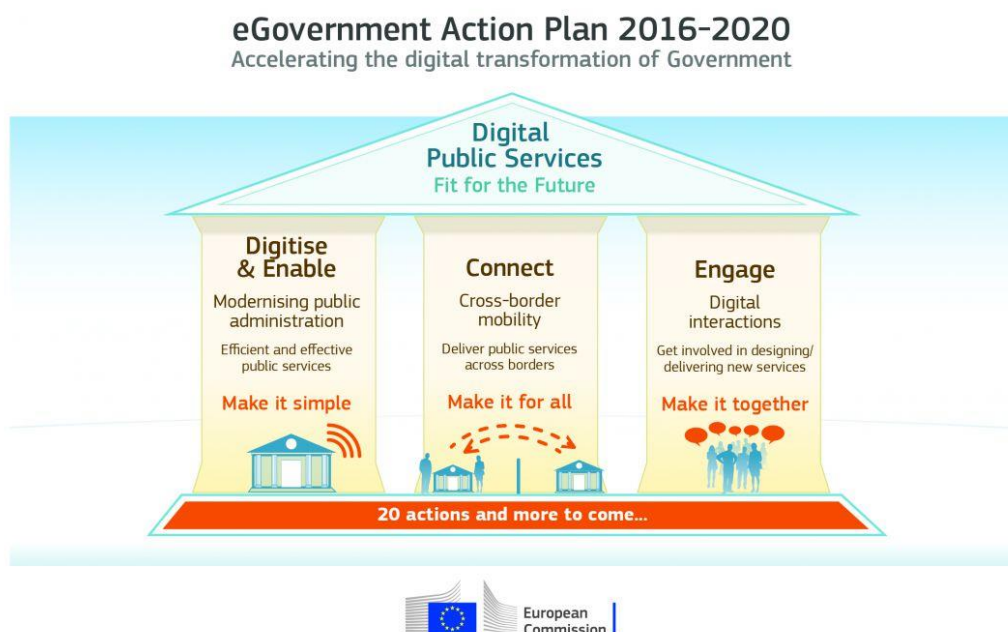 eGovernment Action Plan 2016-2020
Accelerating the digital transformation of Government
Digital
Public Services
Fit for the Future
Digitise
& Enable
Modernising public
administration
Efficient and effective
public services
Make it simple
Connect
Cross-border
mobility
Deliver public services
across borders
Make it for all
Engage
Digital
interactions
Get involved in designing/
delivering new services
Make it together
20 actions and more to come...
European
Commission